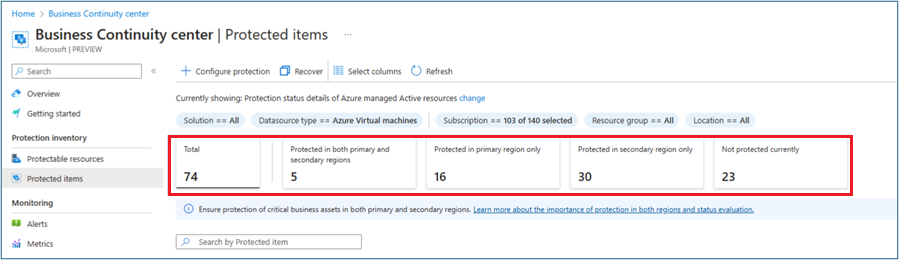 Home > Business Continuity center
Business Continuity center | Protected items ...
Microsoft | PREVIEW
Search «
Overview
Getting started
Protection inventory
Protectable resources
Protected items
Monitoring
Alerts
Metrics
+ Configure protection Recover Select columns Refresh
Currently showing: Protection status details of Azure managed Active resources change
Solution == All Datasource type == Azure Virtual machines Subscription == 103 of 140 selected Resource group == All Location == All
Total
74
Protected in both primary and
secondary regions
5
Protected in primary region only
16
Protected in secondary region only
30
Not protected currently
23
Ensure protection of critical business assets in both primary and secondary regions. Learn more about the importance of protection in both regions and status evaluation.
Search by Protected item